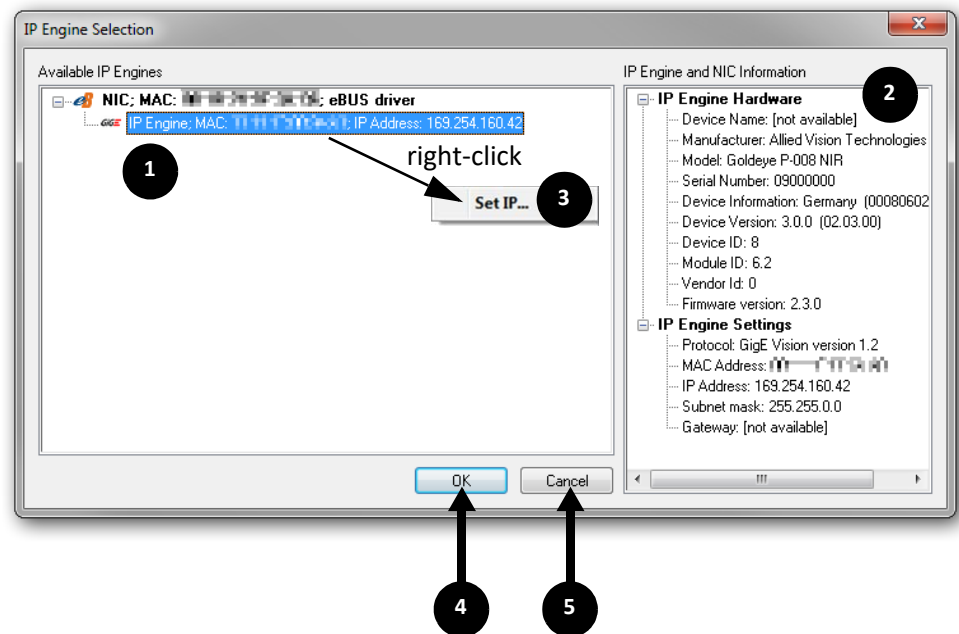 IP Engine Selection
Available IP Engines
NIC; MAC: ; eBUS driver
GIGE IP Engine; MAC: ; IP Address: 169.254.160.42
1
right-click
Set IP...
3
IP Engine and NIC Information
2
IP Engine Hardware
Device Name: [not available]
Manufacturer: Allied Vision Technologies
Model: Goldeye P-008 NIR
Serial Number: 09000000
Device Information: Germany (00080602
Device Version: 3.0.0 (02.03.00)
Device ID: 8
Module ID: 6.2
Vendor Id: 0
Firmware version: 2.3.0
IP Engine Settings
Protocol: GigE Vision version 1.2
MAC Address:
IP Address: 169.254.160.42
Subnet mask: 255.255.0.0
Gateway: [not available]
OK
Cancel
4
5